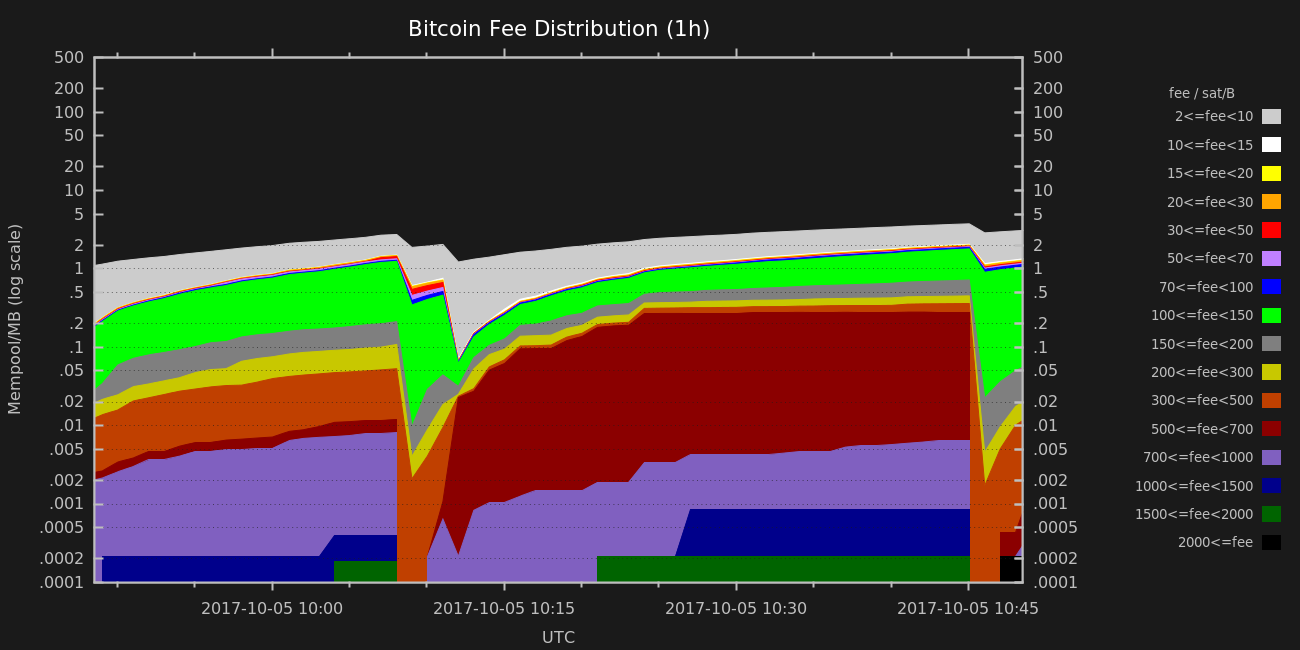 Bitcoin Fee Distribution (1h)
Mempool/MB (log scale)
500
200
100
50
20
10
5
2
1
.5
.2
.1
.05
.02
.01
.005
.002
.001
.0005
.0002
.0001
500
200
100
50
20
10
5
2
1
.5
.2
.1
.05
.02
.01
.005
.002
.001
.0005
.0002
.0001
2017-10-05 10:00
2017-10-05 10:15
2017-10-05 10:30
2017-10-05 10:45
UTC
fee / sat/B
2<=fee<10
10<=fee<15
15<=fee<20
20<=fee<30
30<=fee<50
50<=fee<70
70<=fee<100
100<=fee<150
150<=fee<200
200<=fee<300
300<=fee<500
500<=fee<700
700<=fee<1000
1000<=fee<1500
1500<=fee<2000
2000<=fee